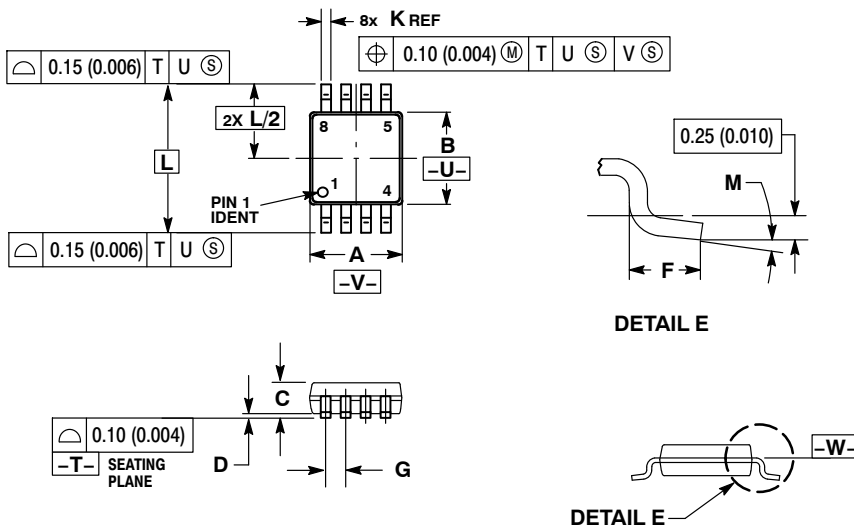 8x K REF
⌖ 0.10 (0.004) Ⓜ T U Ⓢ V Ⓢ
⌓ 0.15 (0.006) T U Ⓢ
2X L/2
L
8 5
B
–U–
1 4
PIN 1
IDENT
⌓ 0.15 (0.006) T U Ⓢ
A
–V–
0.25 (0.010)
M
F
DETAIL E
C
⌓ 0.10 (0.004)
–T– SEATING
PLANE
D
G
–W–
DETAIL E